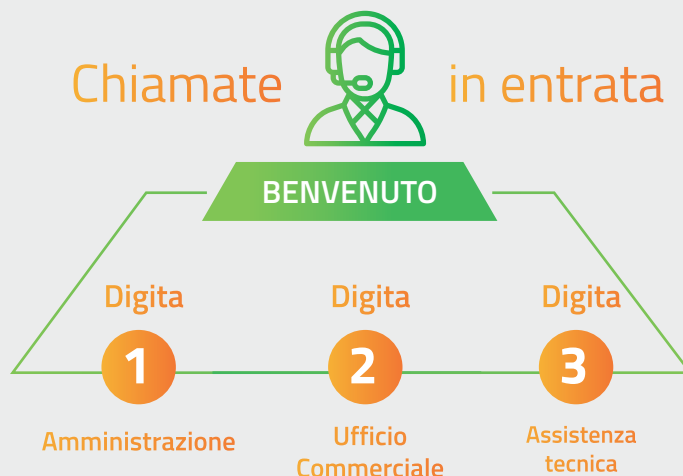 Chiamate in entrata
BENVENUTO
Digita Digita Digita
1 2 3
Amministrazione
Ufficio
Commerciale
Assistenza
tecnica